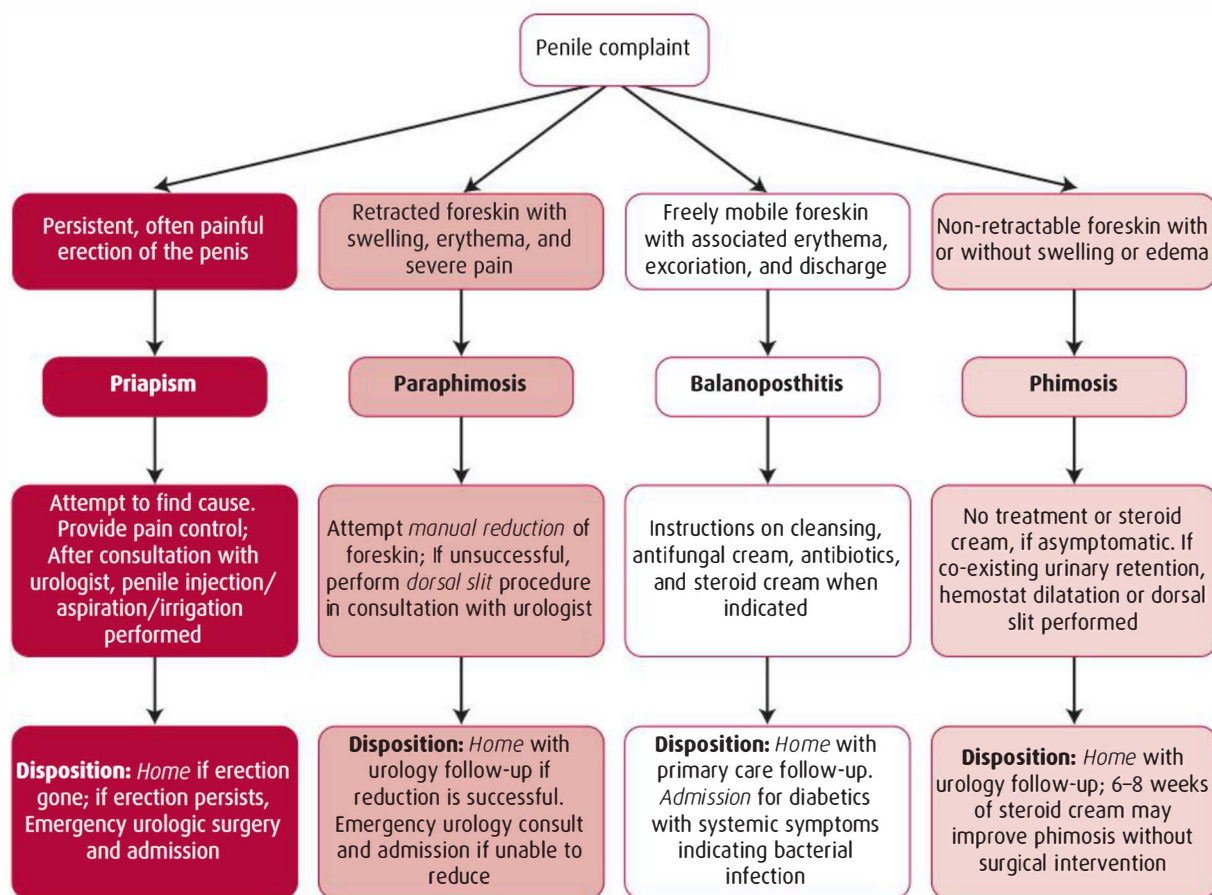 Penile complaint
Persistent, often painful
erection of the penis
Retracted foreskin with
swelling, erythema, and
severe pain
Freely mobile foreskin
with associated erythema,
excoriation, and discharge
Non-retractable foreskin with
or without swelling or edema
Priapism
Paraphimosis
Balanoposthitis
Phimosis
Attempt to find cause.
Provide pain control;
After consultation with
urologist, penile injection/
aspiration/irrigation
performed
Attempt manual reduction of
foreskin; If unsuccessful,
perform dorsal slit procedure
in consultation with urologist
Instructions on cleansing,
antifungal cream, antibiotics,
and steroid cream when
indicated
No treatment or steroid
cream, if asymptomatic. If
co-existing urinary retention,
hemostat dilatation or dorsal
slit performed
Disposition: Home if erection
gone; if erection persists,
Emergency urologic surgery
and admission
Disposition: Home with
urology follow-up if
reduction is successful.
Emergency urology consult
and admission if unable to
reduce
Disposition: Home with
primary care follow-up.
Admission for diabetics
with systemic symptoms
indicating bacterial
infection
Disposition: Home with
urology follow-up; 6–8 weeks
of steroid cream may
improve phimosis without
surgical intervention